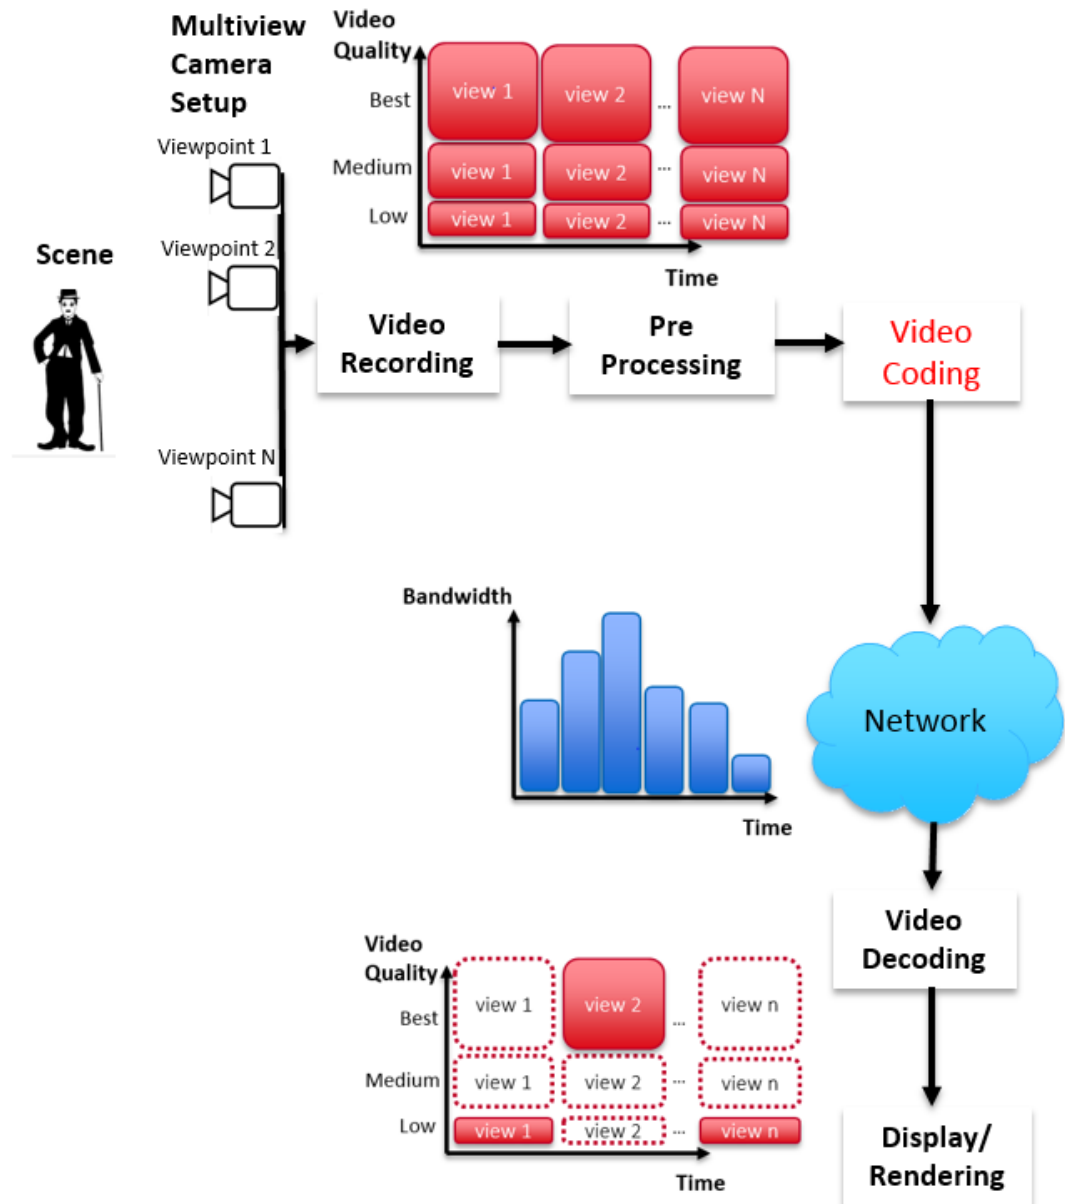 Multiview
Camera
Setup
Viewpoint 1
Viewpoint 2
Viewpoint N
Scene
Video
Quality
Best
view 1
view 2
...
view N
Medium
view 1
view 2
...
view N
Low
view 1
view 2
...
view N
Time
Video
Recording
Pre
Processing
Video
Coding
Bandwidth
Time
Network
Video
Decoding
Video
Quality
Best
view 1
view 2
...
view n
Medium
view 1
view 2
...
view n
Low
view 1
view 2
...
view n
Time
Display/
Rendering